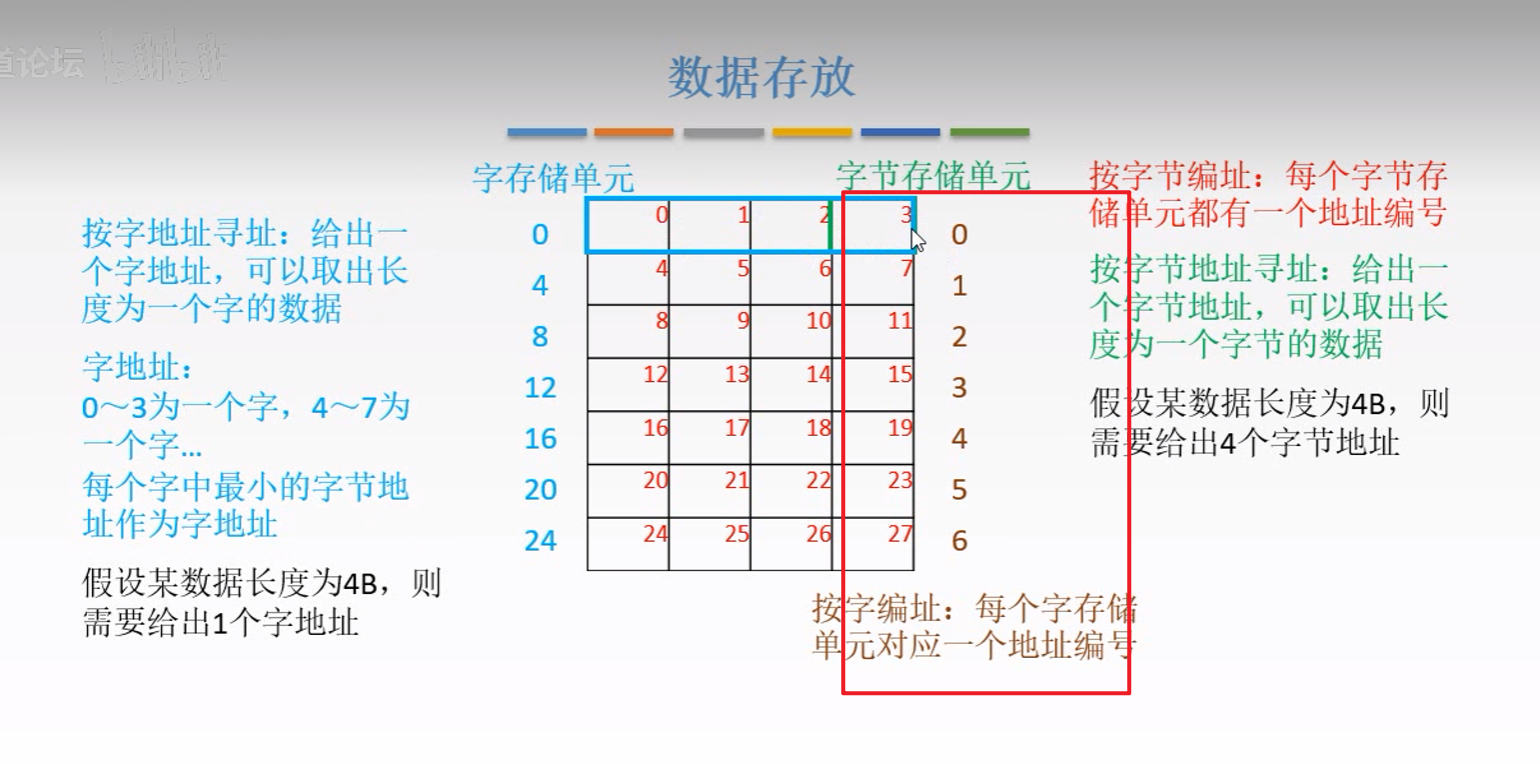 道论坛 bilibili
数据存放
字存储单元
字节存储单元
按字地址寻址：给出一
个字地址，可以取出长
度为一个字的数据
字地址：
0～3为一个字，4～7为
一个字...
每个字中最小的字节地
址作为字地址
假设某数据长度为4B，则
需要给出1个字地址
0 0 1 2 3 0
4 4 5 6 7 1
8 8 9 10 11 2
12 12 13 14 15 3
16 16 17 18 19 4
20 20 21 22 23 5
24 24 25 26 27 6
按字编址：每个字存储
单元对应一个地址编号
按字节编址：每个字节存
储单元都有一个地址编号
按字节地址寻址：给出一
个字节地址，可以取出长
度为一个字节的数据
假设某数据长度为4B，则
需要给出4个字节地址